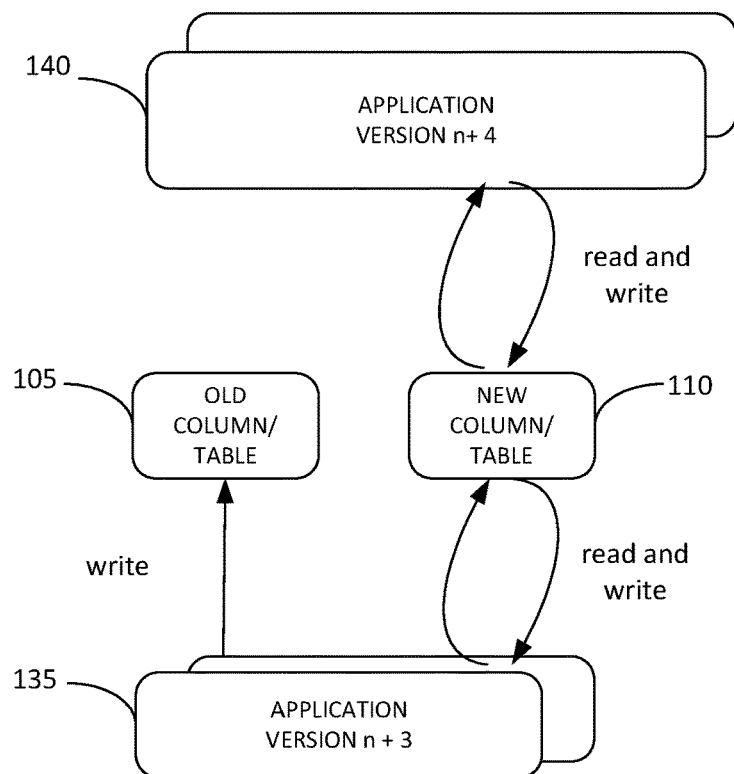 140
APPLICATION
VERSION n+ 4
read and
write
105
OLD
COLUMN/
TABLE
NEW
COLUMN/
TABLE
110
write
read and
write
135
APPLICATION
VERSION n + 3